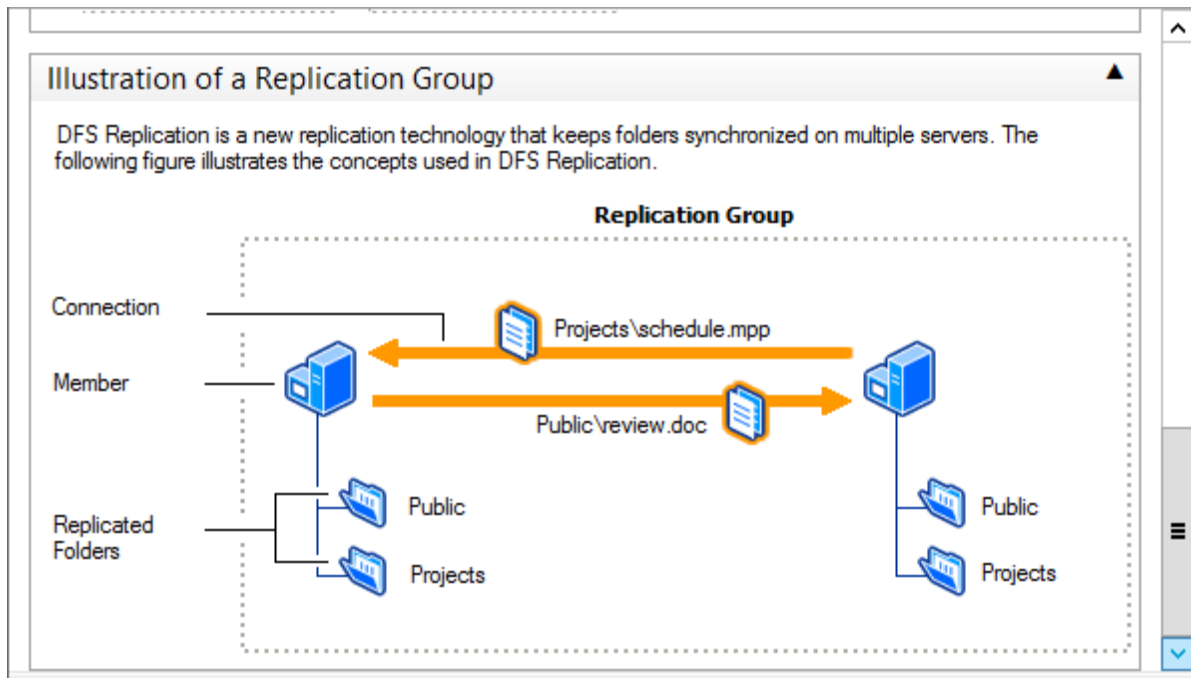 Illustration of a Replication Group
DFS Replication is a new replication technology that keeps folders synchronized on multiple servers. The
following figure illustrates the concepts used in DFS Replication.
Replication Group
Connection
Projects\schedule.mpp
Member
Public\review.doc
Replicated
Folders
Public
Projects
Public
Projects